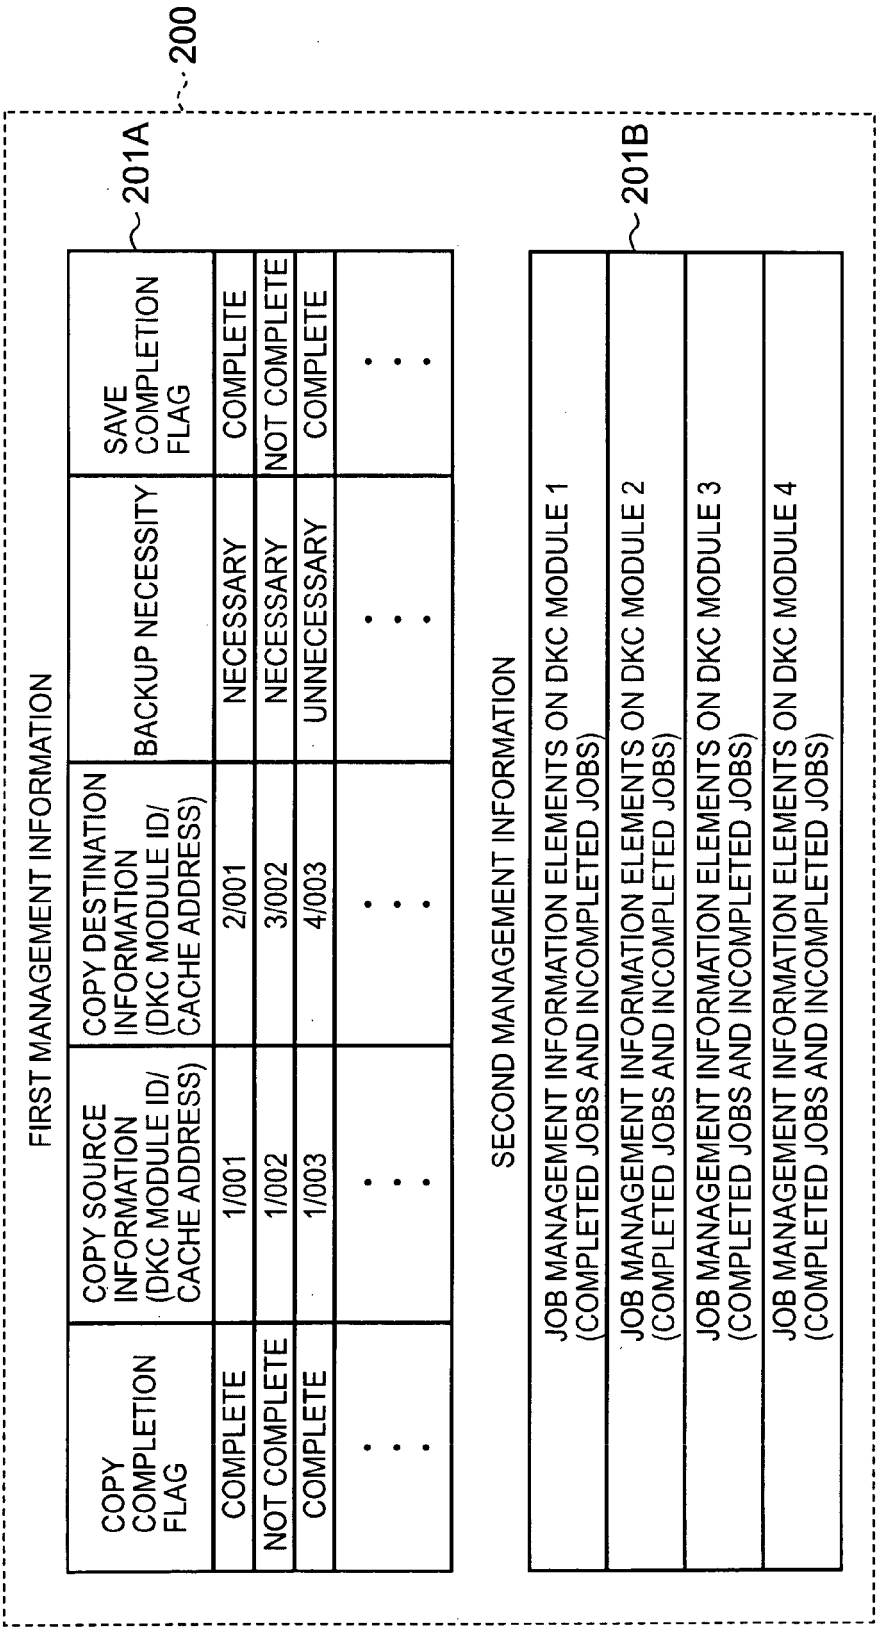 200
FIRST MANAGEMENT INFORMATION
201A
COPY
COMPLETION
FLAG
COPY SOURCE
INFORMATION
(DKC MODULE ID/
CACHE ADDRESS)
COPY DESTINATION
INFORMATION
(DKC MODULE ID/
CACHE ADDRESS)
BACKUP NECESSITY
SAVE
COMPLETION
FLAG
COMPLETE 1/001 2/001 NECESSARY COMPLETE
NOT COMPLETE 1/002 3/002 NECESSARY NOT COMPLETE
COMPLETE 1/003 4/003 UNNECESSARY COMPLETE
• • • • • • • • • • • • • • •
SECOND MANAGEMENT INFORMATION
201B
JOB MANAGEMENT INFORMATION ELEMENTS ON DKC MODULE 1
(COMPLETED JOBS AND INCOMPLETED JOBS)
JOB MANAGEMENT INFORMATION ELEMENTS ON DKC MODULE 2
(COMPLETED JOBS AND INCOMPLETED JOBS)
JOB MANAGEMENT INFORMATION ELEMENTS ON DKC MODULE 3
(COMPLETED JOBS AND INCOMPLETED JOBS)
JOB MANAGEMENT INFORMATION ELEMENTS ON DKC MODULE 4
(COMPLETED JOBS AND INCOMPLETED JOBS)